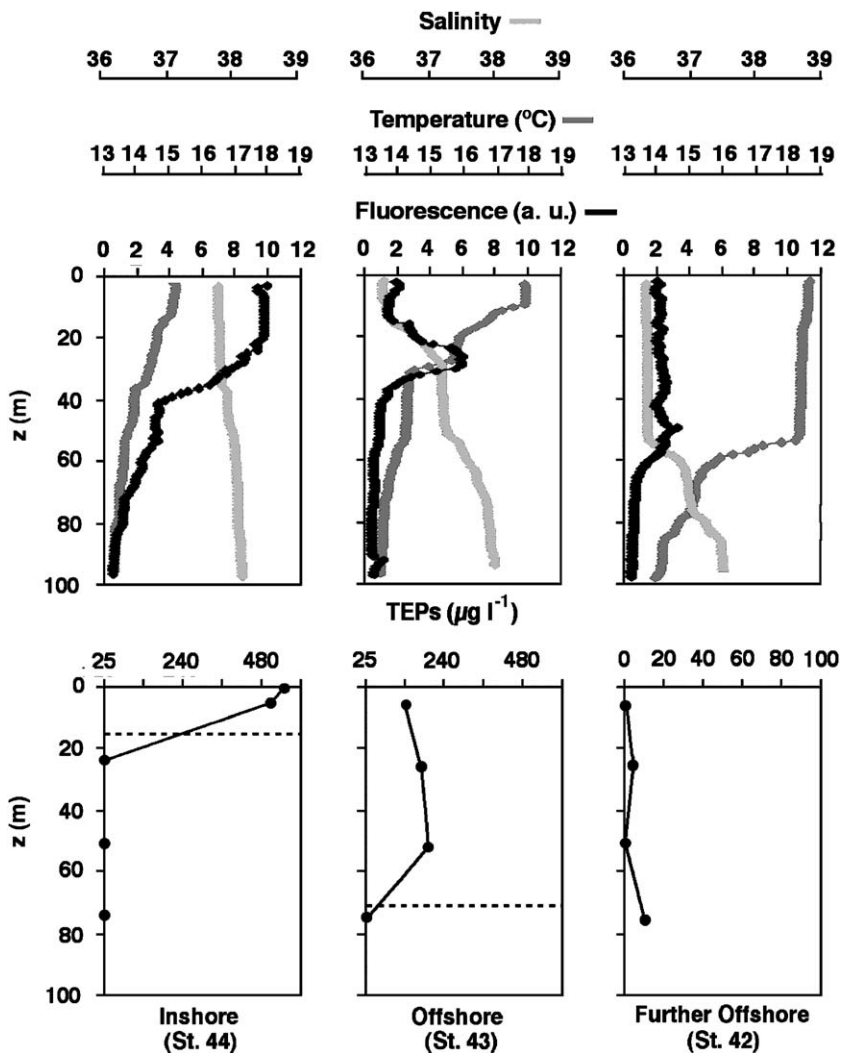 Salinity
36 37 38 39 36 37 38 39 36 37 38 39
Temperature (ºC)
13 14 15 16 17 18 19 13 14 15 16 17 18 19 13 14 15 16 17 18 19
Fluorescence (a. u.)
0 2 4 6 8 10 12 0 2 4 6 8 10 12 0 2 4 6 8 10 12
0
20
40
z (m)
60
80
100
TEPs (µg l⁻¹)
25 240 480 25 240 480 0 20 40 60 80 100
0
20
z (m)
40
60
80
100
Inshore Offshore Further Offshore
(St. 44) (St. 43) (St. 42)